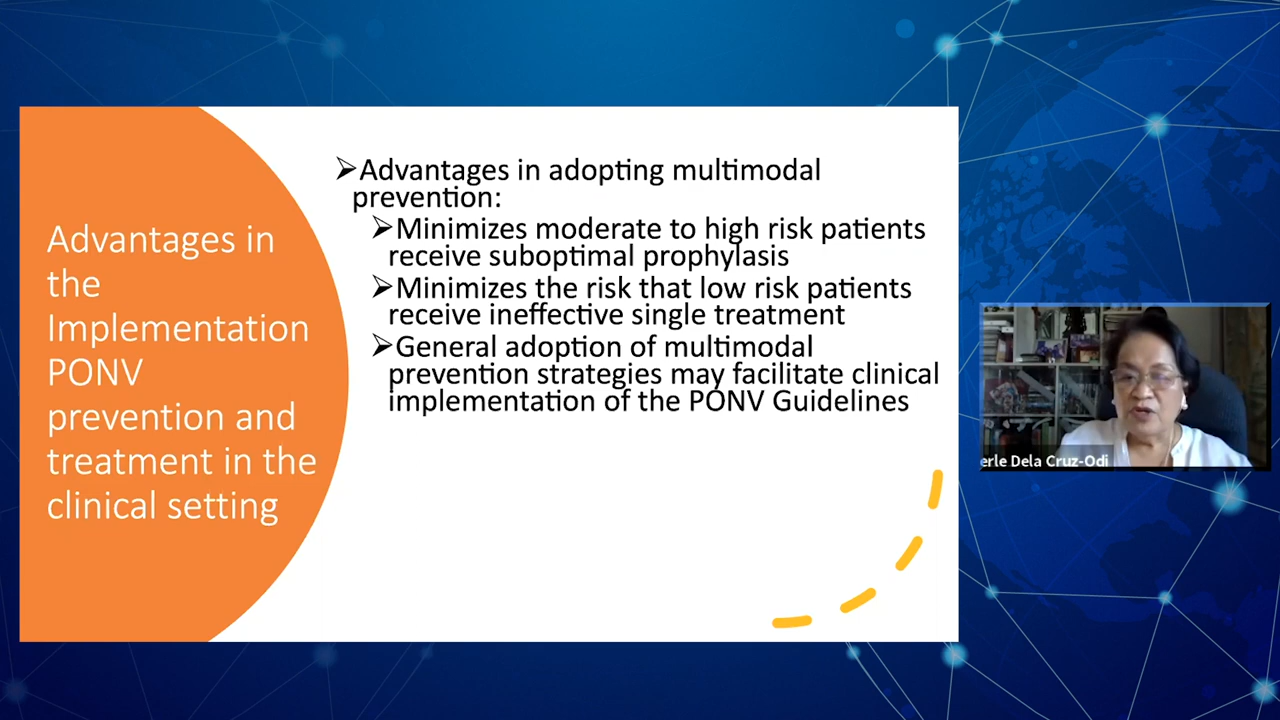 Advantages in
the
Implementation
PONV
prevention and
treatment in the
clinical setting
➢Advantages in adopting multimodal
prevention:
➢Minimizes moderate to high risk patients
receive suboptimal prophylasis
➢Minimizes the risk that low risk patients
receive ineffective single treatment
➢General adoption of multimodal
prevention strategies may facilitate clinical
implementation of the PONV Guidelines
erle Dela Cruz-Odi